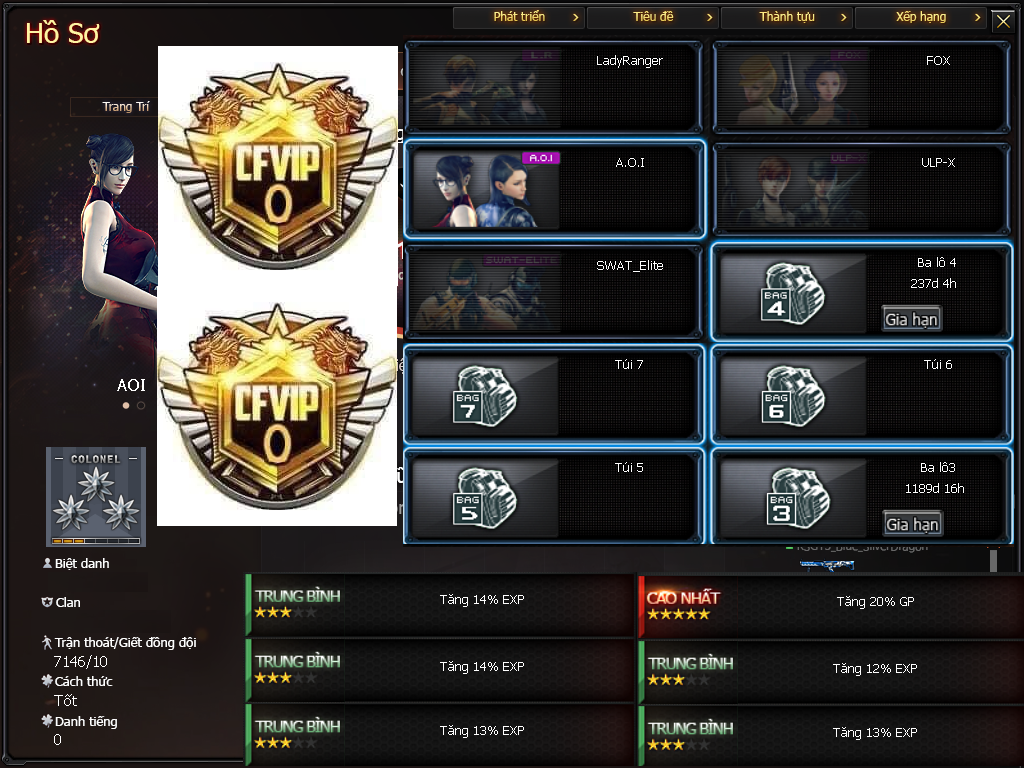 Hồ Sơ
Phát triển
Tiêu đề
Thành tựu
Xếp hạng
Trang Trí
CFVIP
0
CFVIP
0
L.R
LadyRanger
FOX
FOX
A.O.I
A.O.I
ULP-X
ULP-X
SWAT-ELITE
SWAT_Elite
BAG
4
Ba lô 4
237d 4h
Gia hạn
BAG
7
Túi 7
BAG
6
Túi 6
BAG
5
Túi 5
BAG
3
Ba lô3
1189d 16h
Gia hạn
AOI
COLONEL
Biệt danh
Clan
Trận thoát/Giết đồng đội
7146/10
Cách thức
Tốt
Danh tiếng
0
TRUNG BÌNH
Tăng 14% EXP
CAO NHẤT
Tăng 20% GP
TRUNG BÌNH
Tăng 14% EXP
TRUNG BÌNH
Tăng 12% EXP
TRUNG BÌNH
Tăng 13% EXP
TRUNG BÌNH
Tăng 13% EXP